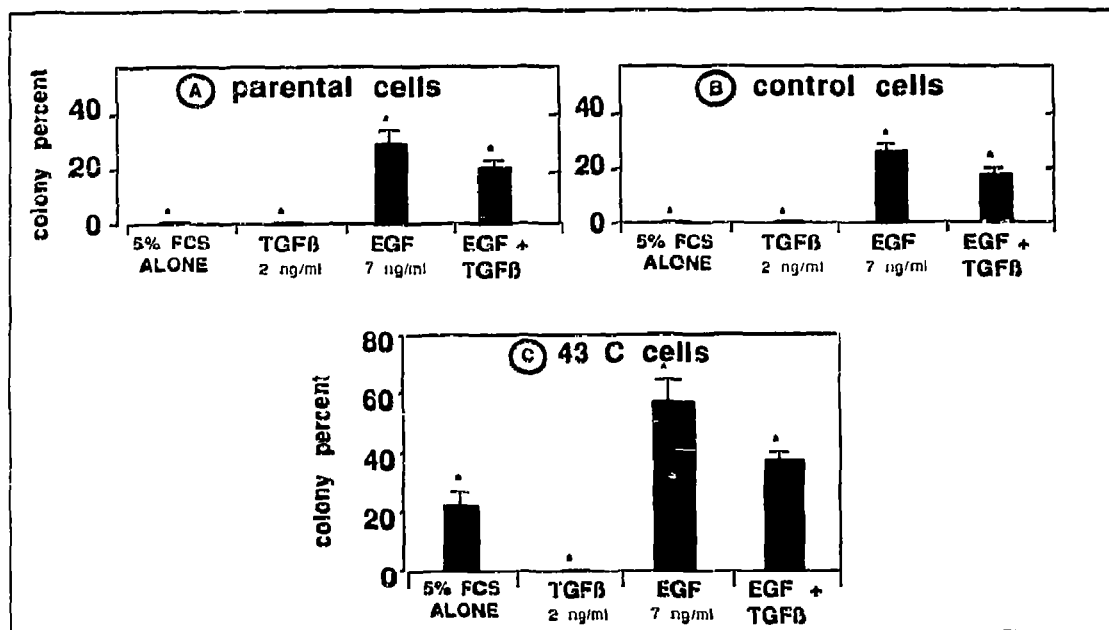 A parental cells
colony percent
40
20
0
5% FCS ALONE
TGFß 2 ng/ml
EGF 7 ng/ml
EGF + TGFß
B control cells
40
20
0
5% FCS ALONE
TGFß 2 ng/ml
EGF 7 ng/ml
EGF + TGFß
C 43 C cells
colony percent
80
60
40
20
0
5% FCS ALONE
TGFß 2 ng/ml
EGF 7 ng/ml
EGF + TGFß